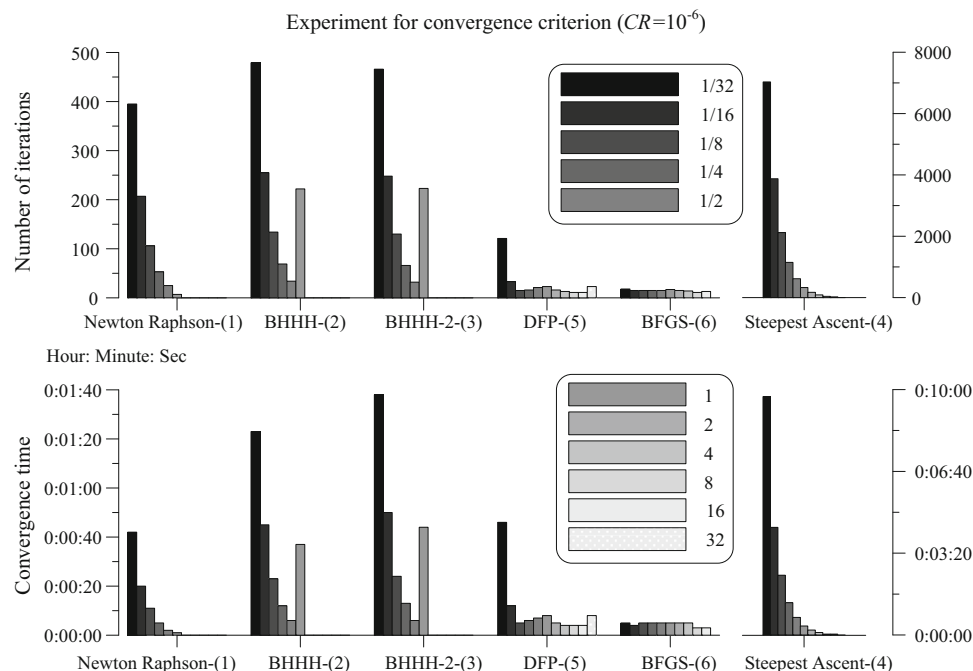 Experiment for convergence criterion (CR=10⁻⁶)
Number of iterations
500
400
300
200
100
0
1/32
1/16
1/8
1/4
1/2
8000
6000
4000
2000
0
Newton Raphson-(1)
BHHH-(2)
BHHH-2-(3)
DFP-(5)
BFGS-(6)
Steepest Ascent-(4)
Hour: Minute: Sec
Convergence time
0:01:40
0:01:20
0:01:00
0:00:40
0:00:20
0:00:00
1
2
4
8
16
32
0:10:00
0:06:40
0:03:20
0:00:00
Newton Raphson-(1)
BHHH-(2)
BHHH-2-(3)
DFP-(5)
BFGS-(6)
Steepest Ascent-(4)